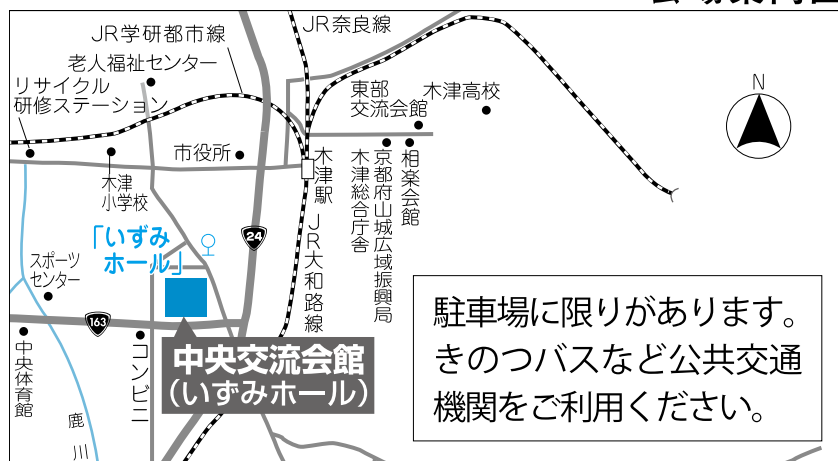 JR学研都市線
JR奈良線
老人福祉センター
リサイクル
研修ステーション
東部
交流会館
木津高校
N
市役所
木津
小学校
木津駅
木津総合庁舎
京都府山城広域振興局
相楽会館
「いずみ
ホール」
24
スポーツ
センター
JR大和路線
163
中央体育館
コンビニ
鹿川
中央交流会館
(いずみホール)
駐車場に限りがあります。
きのつバスなど公共交通
機関をご利用ください。